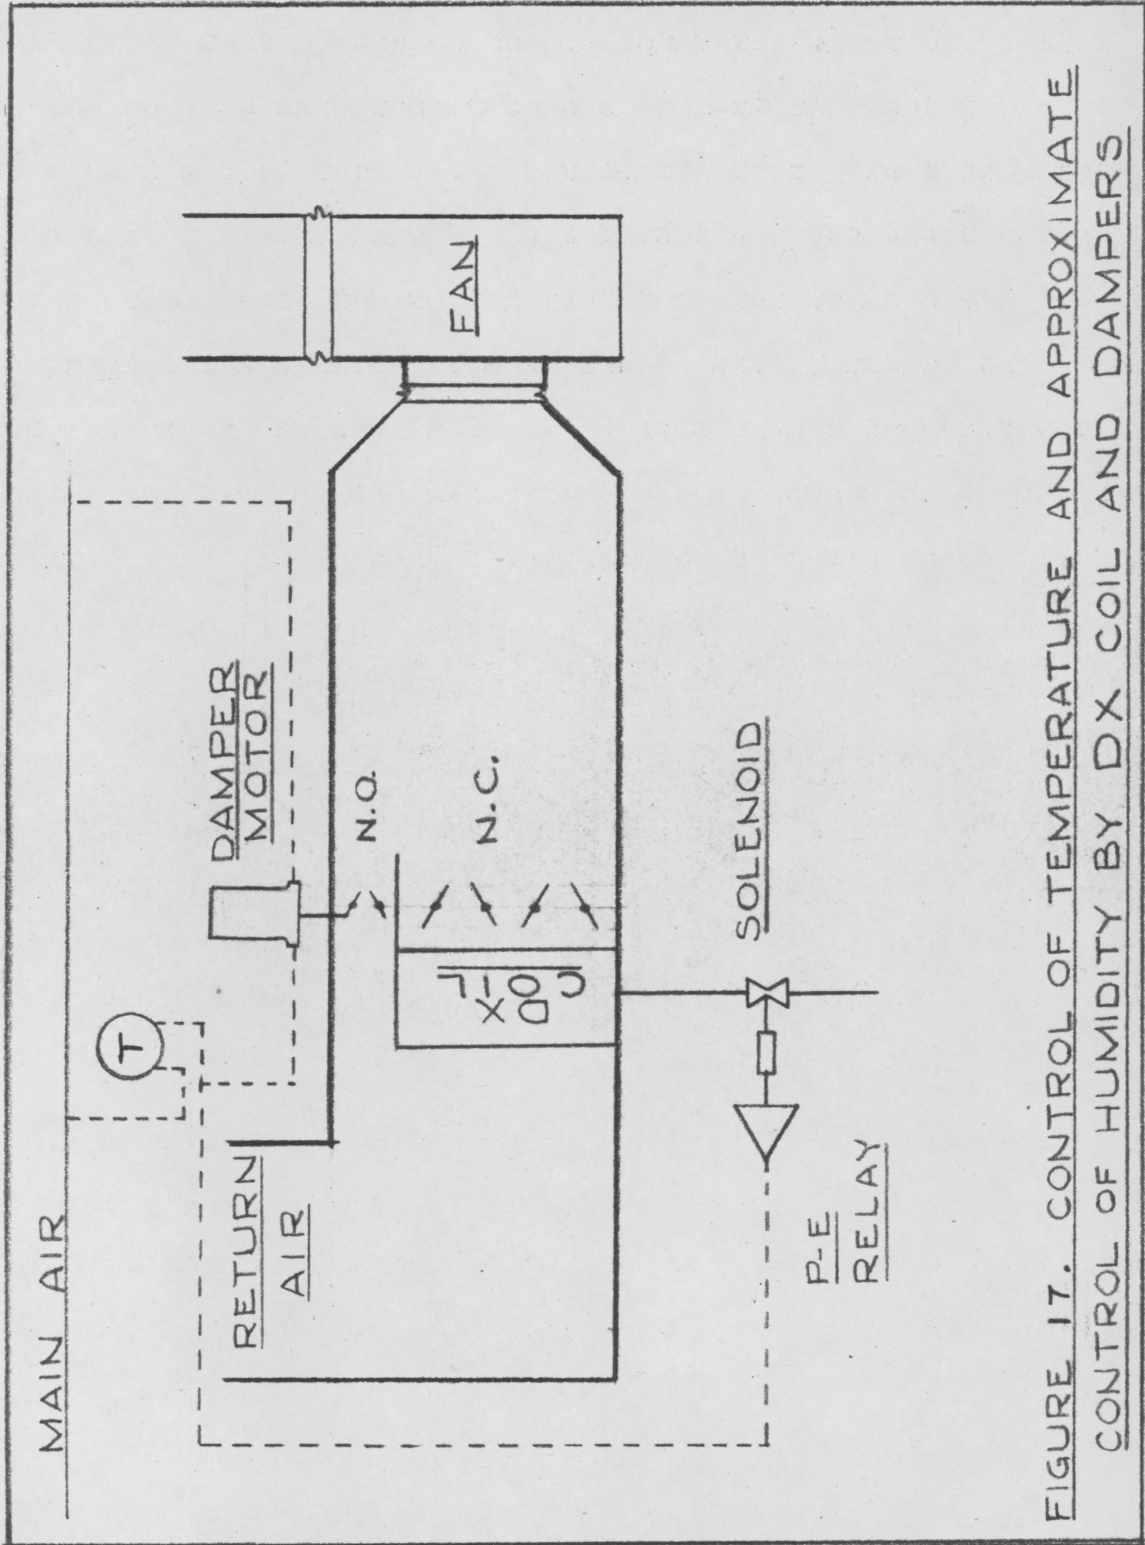 MAIN AIR
T
DAMPER
MOTOR
RETURN
AIR
N.O.
N.C.
FAN
DX
COIL
SOLENOID
P-E
RELAY
FIGURE 17. CONTROL OF TEMPERATURE AND APPROXIMATE
CONTROL OF HUMIDITY BY DX COIL AND DAMPERS